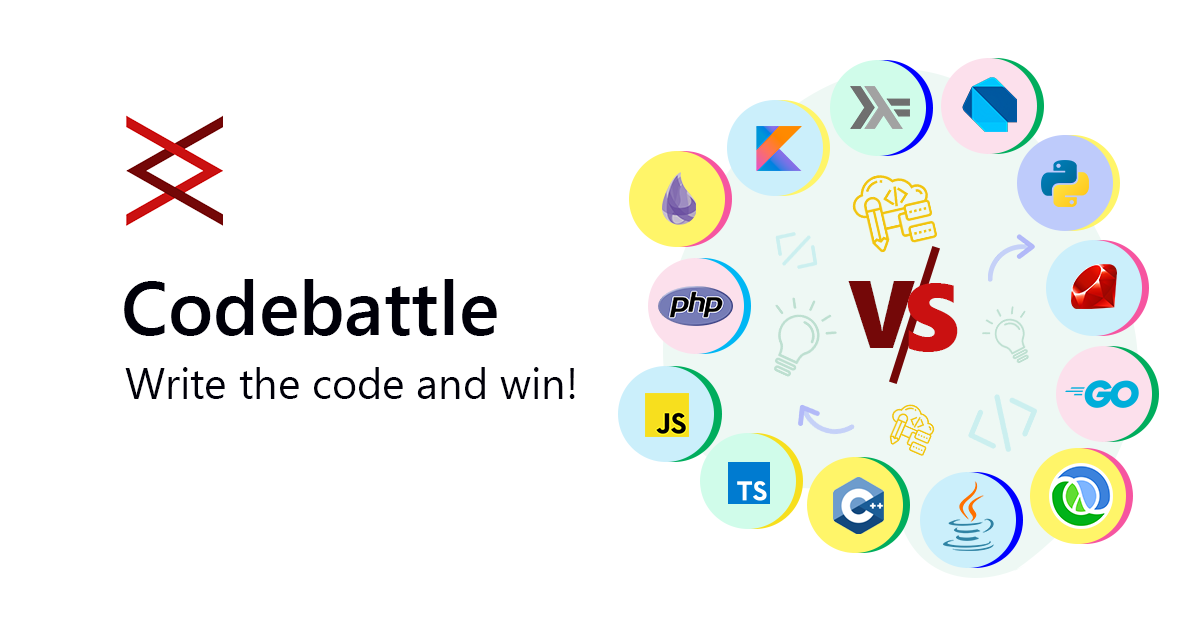 Codebattle
Write the code and win!
VS
php
JS
TS
C++
GO